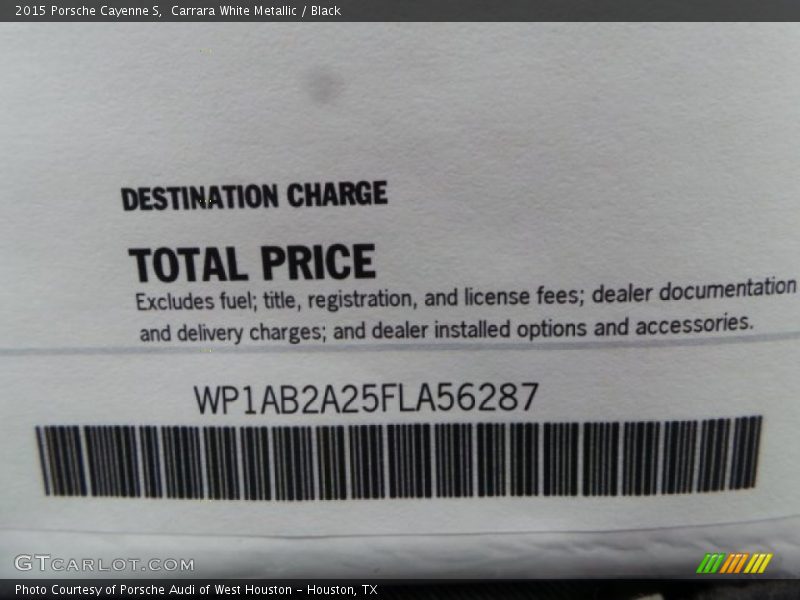 2015 Porsche Cayenne S,  Carrara White Metallic / Black
DESTINATION CHARGE
TOTAL PRICE
Excludes fuel; title, registration, and license fees; dealer documentation
and delivery charges; and dealer installed options and accessories.
WP1AB2A25FLA56287
GTCARLOT.COM
Photo Courtesy of Porsche Audi of West Houston - Houston, TX